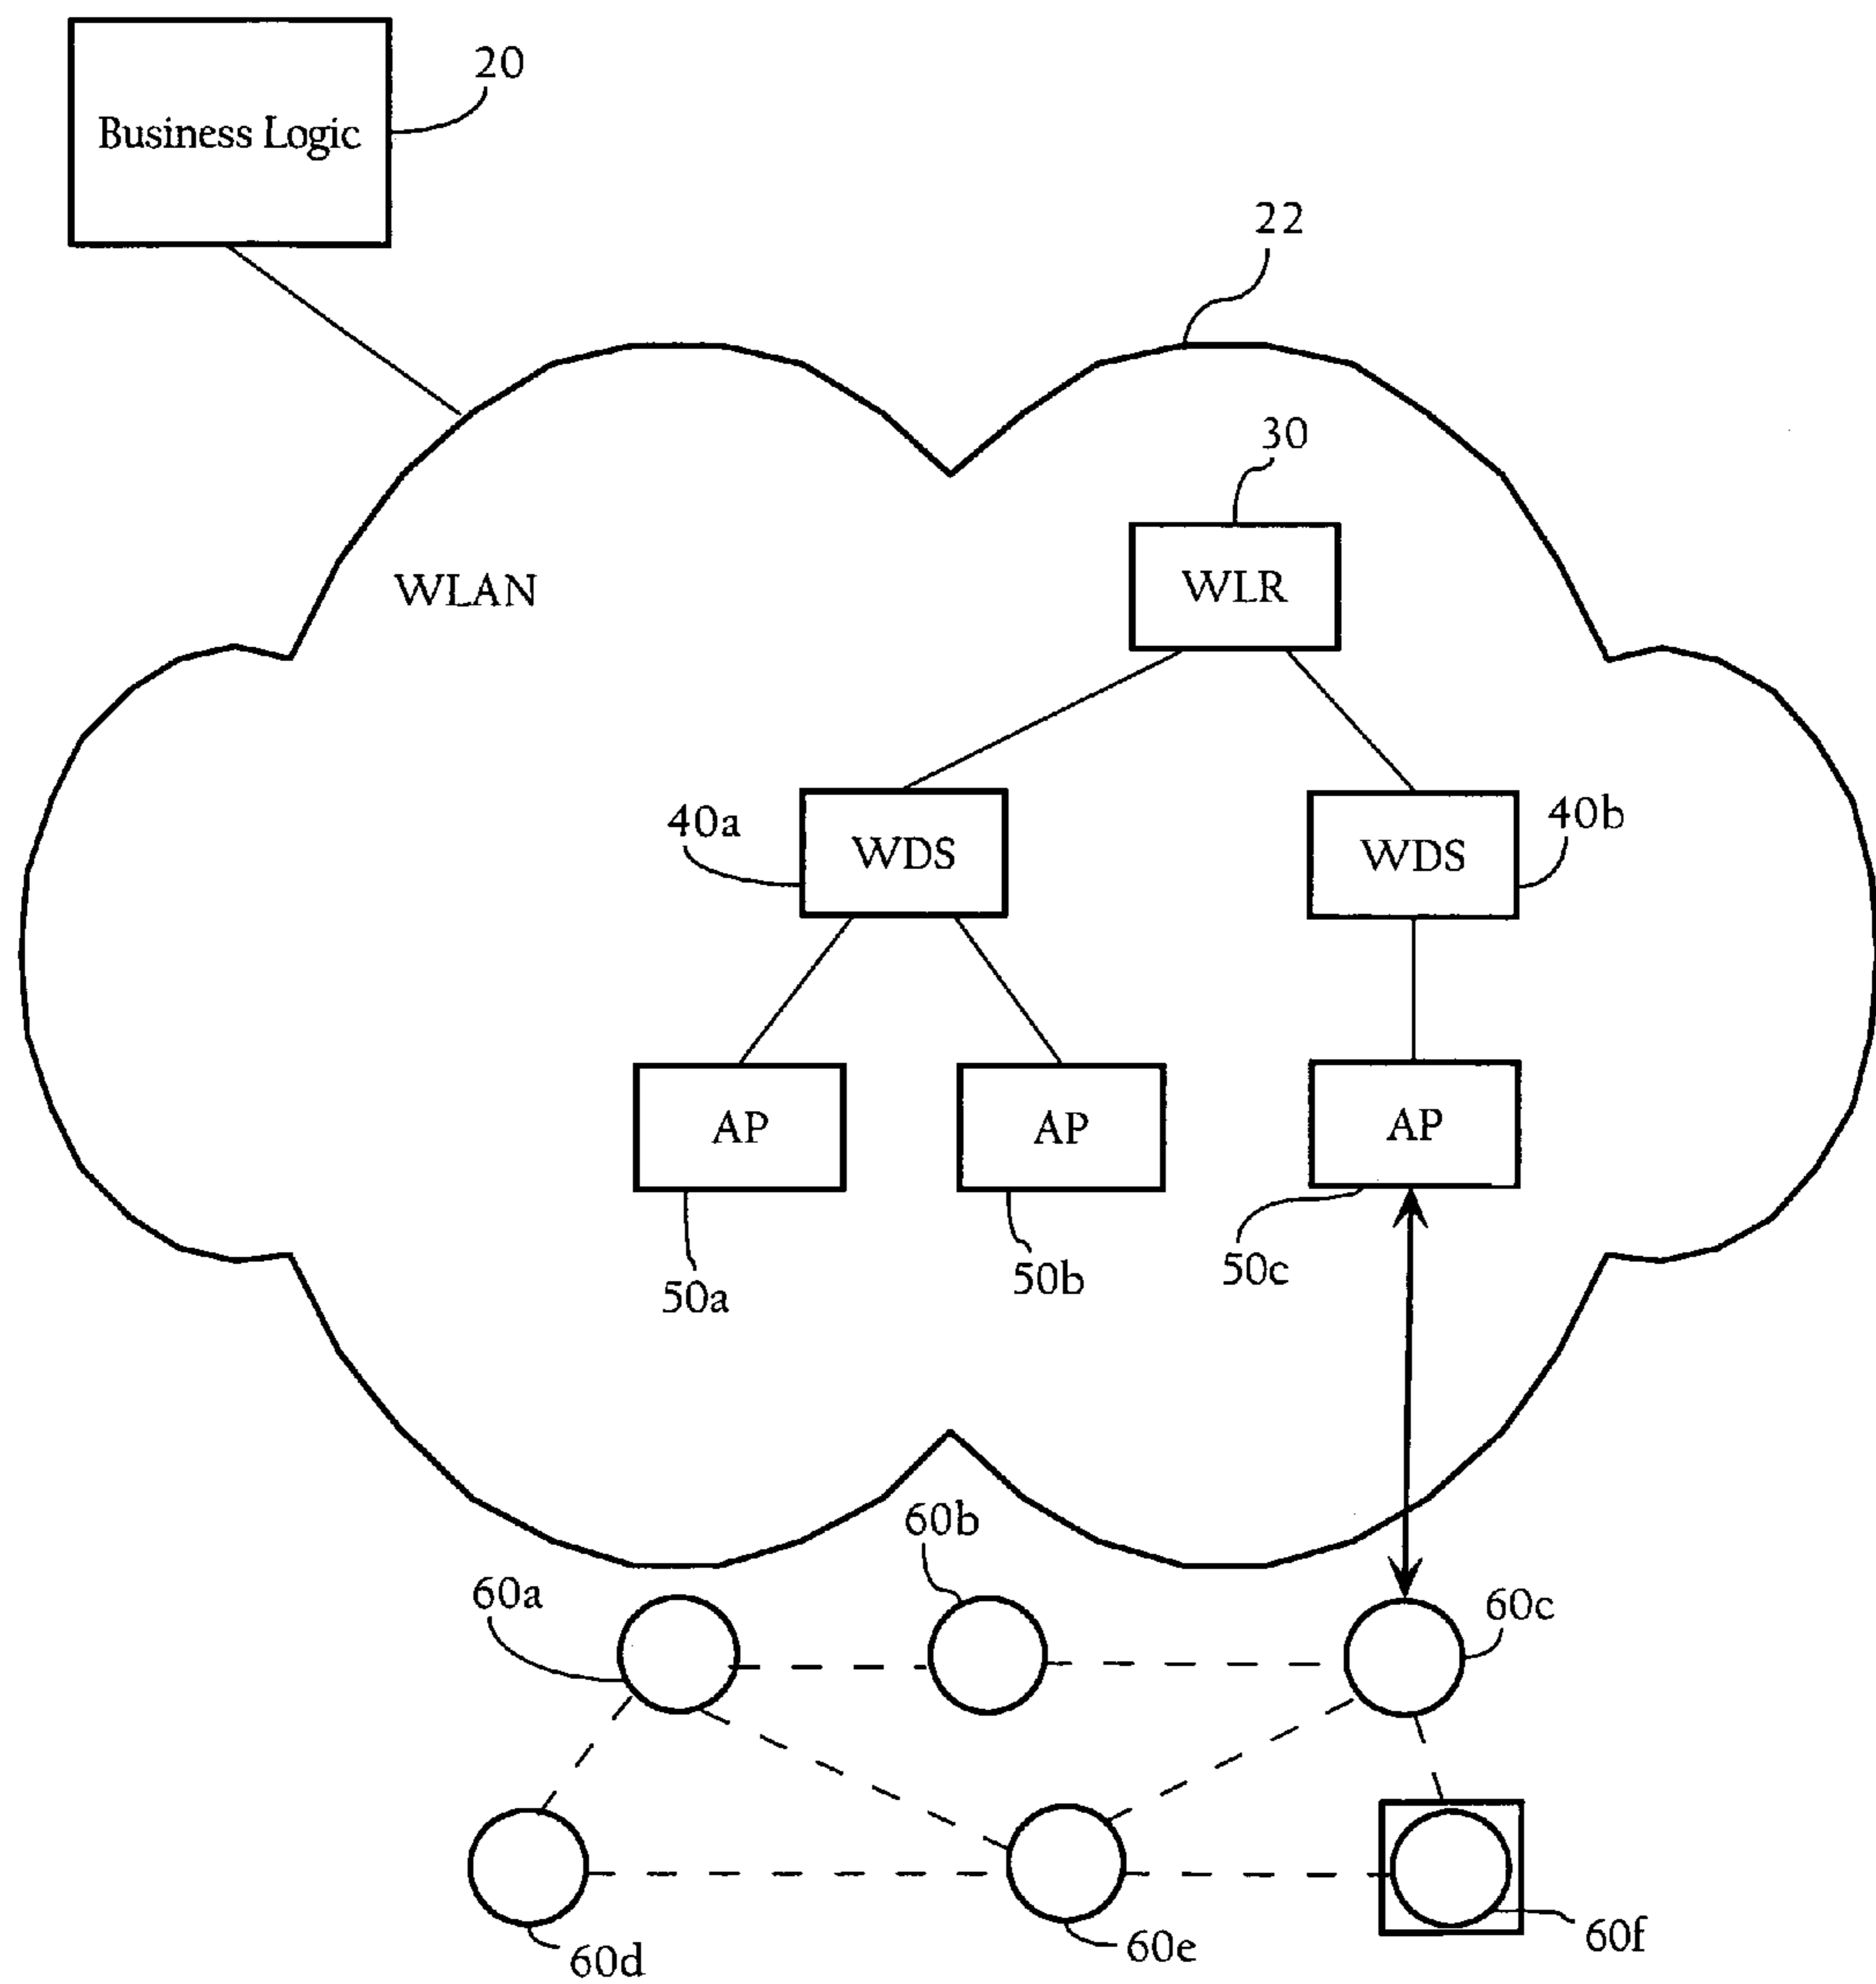 20
Business Logic
22
30
WLAN
WLR
40a
WDS
WDS
40b
AP
AP
AP
50a
50b
50c
60b
60a
60c
60d
60e
60f